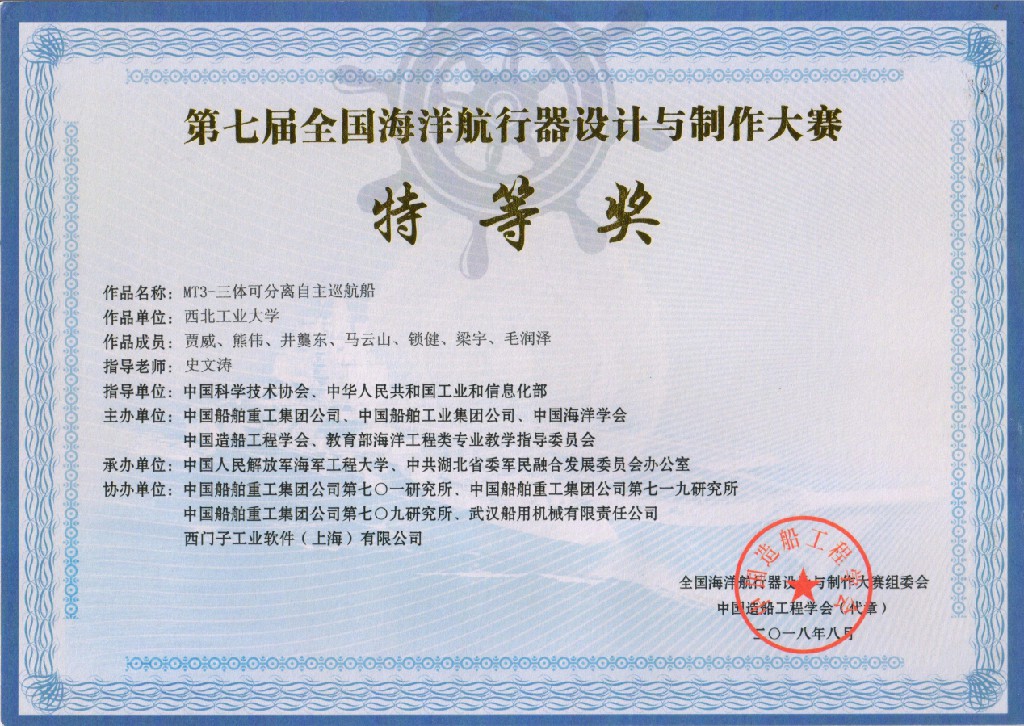 第七届全国海洋航行器设计与制作大赛
特等奖
作品名称：MT3-三体可分离自主巡航船
作品单位：西北工业大学
作品成员：贾威、熊伟、井龑东、马云山、锁健、梁宇、毛润泽
指导老师：史文涛
指导单位：中国科学技术协会、中华人民共和国工业和信息化部
主办单位：中国船舶重工集团公司、中国船舶工业集团公司、中国海洋学会
中国造船工程学会、教育部海洋工程类专业教学指导委员会
承办单位：中国人民解放军海军工程大学、中共湖北省委军民融合发展委员会办公室
协办单位：中国船舶重工集团公司第七〇一研究所、中国船舶重工集团公司第七一九研究所
中国船舶重工集团公司第七〇九研究所、武汉船用机械有限责任公司
西门子工业软件（上海）有限公司
中国造船工程学会
全国海洋航行器设计与制作大赛组委会
中国造船工程学会（代章）
二〇一八年八月